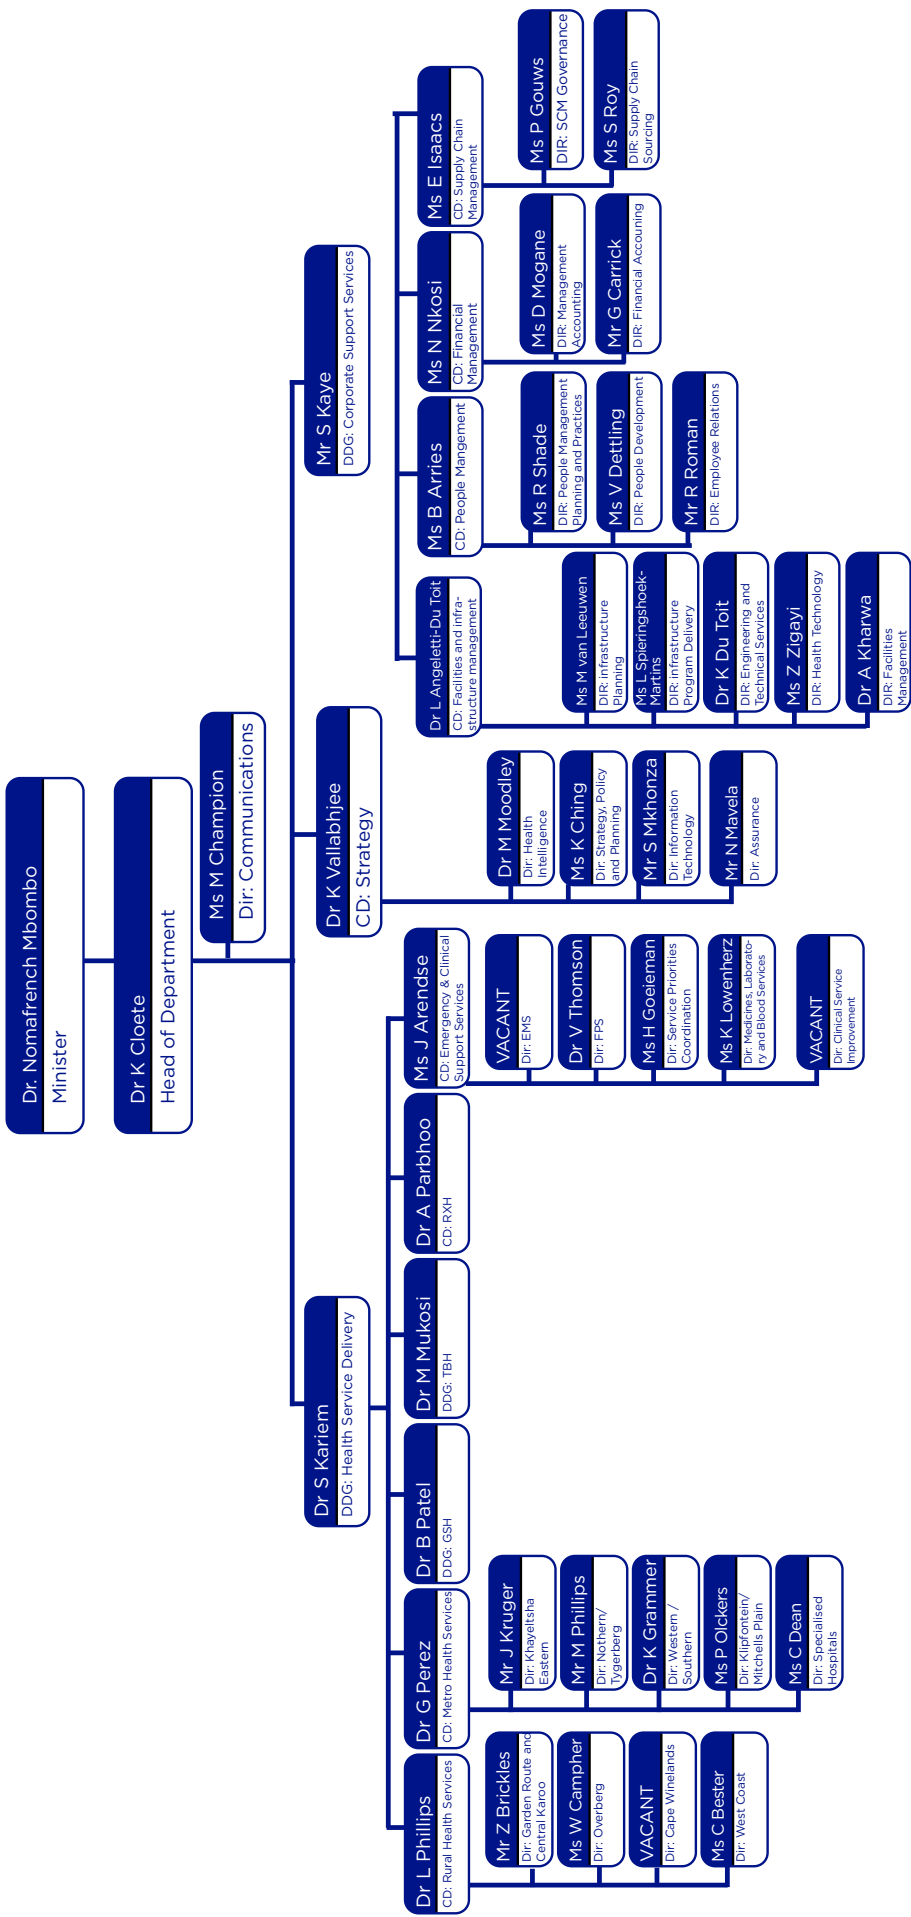 Dr. Nomafrench Mbombo
Minister
Dr K Cloete
Head of Department
Ms M Champion
Dir: Communications
Dr S Kariem
DDG: Health Service Delivery
Dr K Vallabhjee
CD: Strategy
Mr S Kaye
DDG: Corporate Support Services
Dr L Phillips
CD: Rural Health Services
Dr G Perez
CD: Metro Health Services
Dr B Patel
DDG: GSH
Dr M Mukosi
DDG: TBH
Dr A Parbhoo
CD: RXH
Ms J Arendse
CD: Emergency & Clinical
Support Services
Dr L Angeletti-Du Toit
CD: Facilities and infra-
structure management
Ms B Arries
CD: People Mangement
Ms N Nkosi
CD: Financial
Management
Ms E Isaacs
CD: Supply Chain
Management
Mr Z Brickles
Dir: Garden Route and
Central Karoo
Ms W Campher
Dir: Overberg
VACANT
Dir: Cape Winelands
Ms C Bester
Dir: West Coast
Mr J Kruger
Dir: Khayeltsha
Eastern
Mr M Phillips
Dir: Nothern/
Tygerberg
Dr K Grammer
Dir: Western /
Southern
Ms P Olckers
Dir: Klipfontein/
Mitchells Plain
Ms C Dean
Dir: Specialised
Hospitals
VACANT
Dir: EMS
Dr V Thomson
Dir: FPS
Ms H Goeieman
Dir: Service Priorities
Coordination
Ms K Lowenherz
Dir: Medicines, Laborato-
ry and Blood Services
VACANT
Dir: Clinical Service
Improvement
Dr M Moodley
Dir: Health
Intelligence
Ms K Ching
Dir: Strategy, Policy
and Planning
Mr S Mkhonza
Dir: Information
Technology
Mr N Mavela
Dir: Assurance
Ms M van Leeuwen
DIR: infrastructure
Planning
Ms L Spieringshoek-
Martins
DIR: infrastructure
Program Delivery
Dr K Du Toit
DIR: Engineering and
Technical Services
Ms Z Zigayi
DIR: Health Technology
Dr A Kharwa
DIR: Facilities
Management
Ms R Shade
DIR: People Management
Planning and Practices
Ms V Dettling
DIR: People Development
Mr R Roman
DIR: Employee Relations
Ms D Mogane
DIR: Management
Accounting
Mr G Carrick
DIR: Financial Accouning
Ms P Gouws
DIR: SCM Governance
Ms S Roy
DIR: Supply Chain
Sourcing